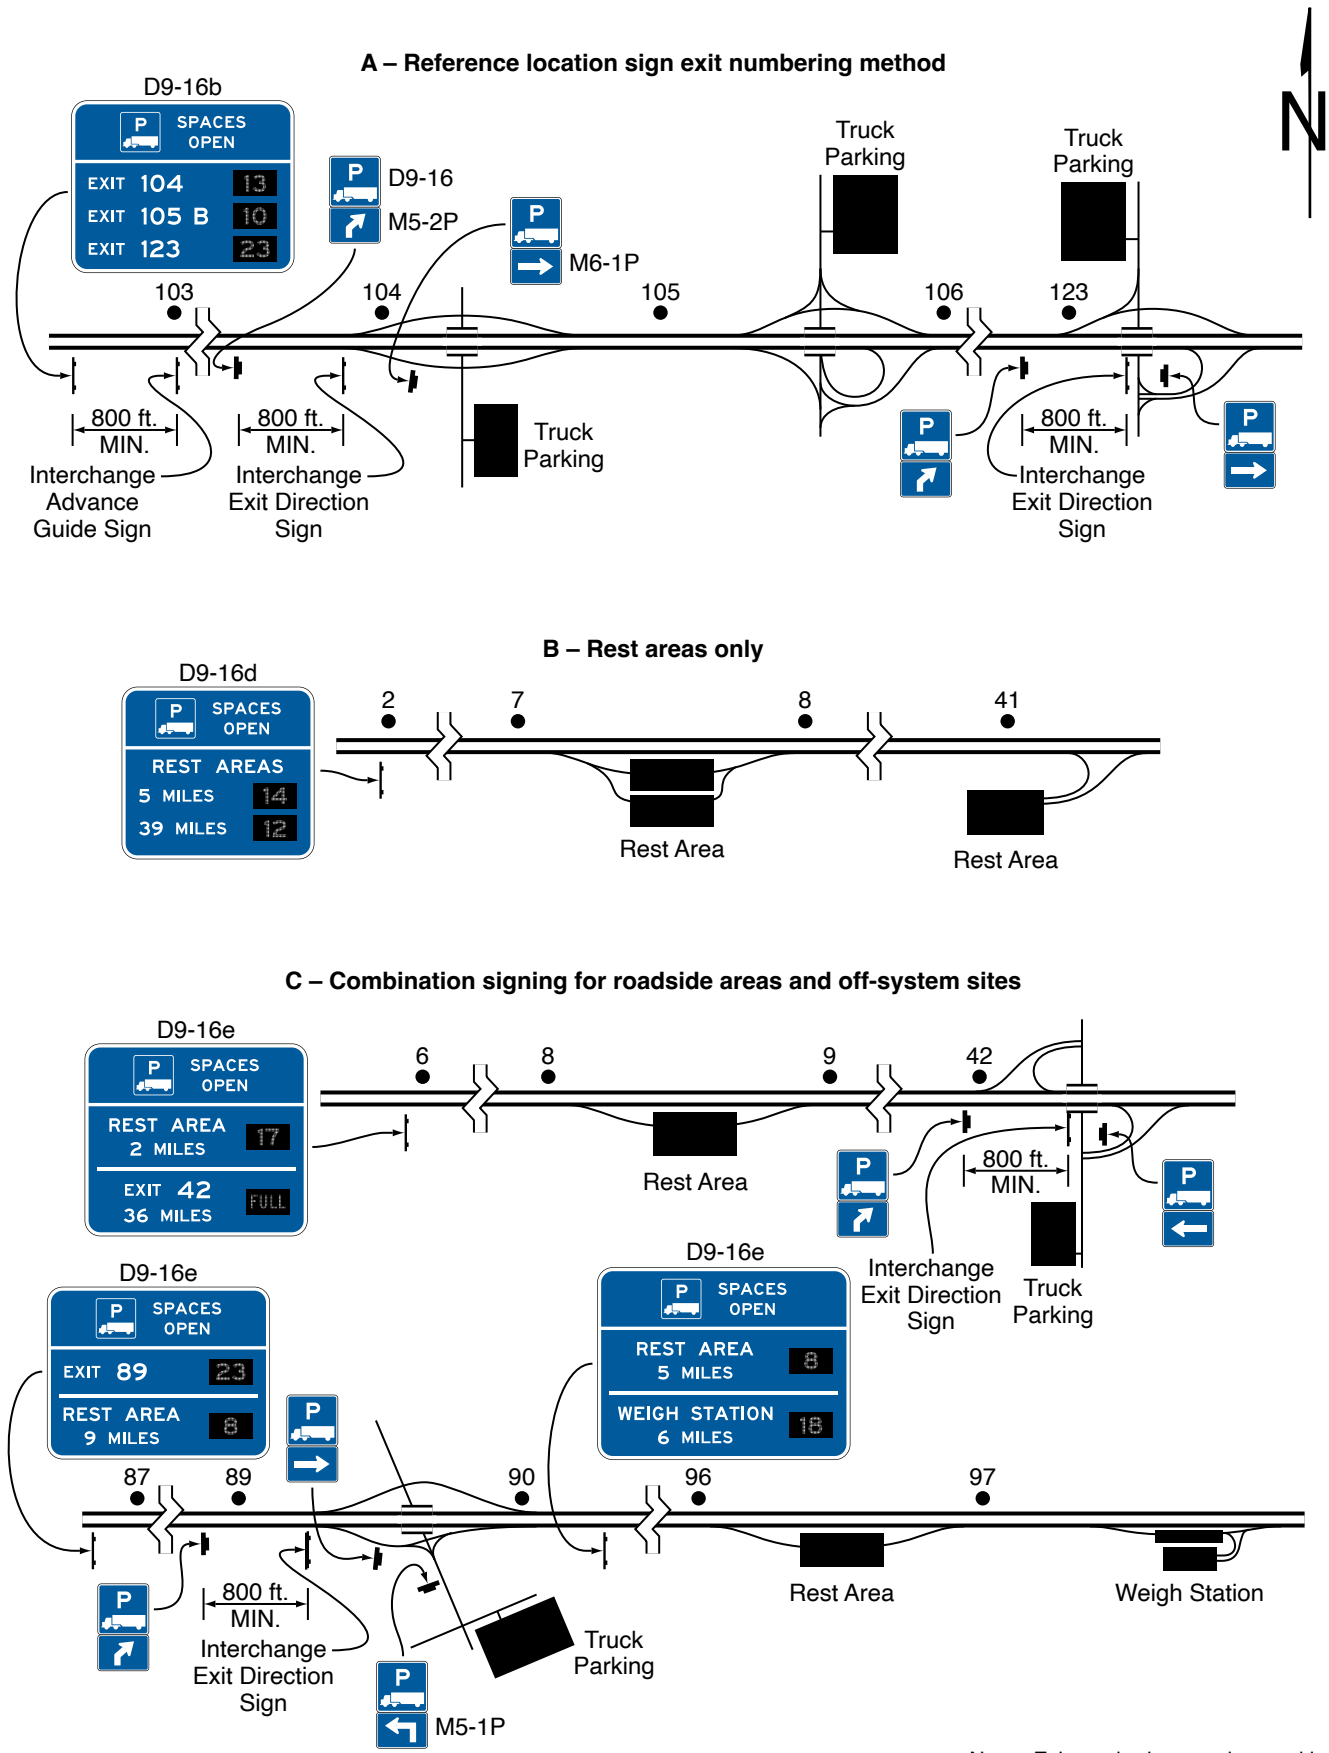 A – Reference location sign exit numbering method
N
D9-16b
P SPACES
OPEN
EXIT 104 13
EXIT 105 B 10
EXIT 123 23
P
D9-16
M5-2P
P
M6-1P
Truck
Parking
Truck
Parking
103
104
105
106
123
800 ft.
MIN.
800 ft.
MIN.
Interchange
Advance
Guide Sign
Interchange
Exit Direction
Sign
Truck
Parking
P
800 ft.
MIN.
Interchange
Exit Direction
Sign
P
B – Rest areas only
D9-16d
P SPACES
OPEN
REST AREAS
5 MILES 14
39 MILES 12
2
7
8
41
Rest Area
Rest Area
C – Combination signing for roadside areas and off-system sites
D9-16e
P SPACES
OPEN
REST AREA
2 MILES 17
EXIT 42
36 MILES FULL
6
8
9
42
Rest Area
P
800 ft.
MIN.
P
Interchange
Exit Direction
Sign
Truck
Parking
D9-16e
P SPACES
OPEN
EXIT 89 23
REST AREA
9 MILES 8
P
D9-16e
P SPACES
OPEN
REST AREA
5 MILES 8
WEIGH STATION
6 MILES 18
87
89
90
96
97
P
800 ft.
MIN.
Interchange
Exit Direction
Sign
P
M5-1P
Truck
Parking
Rest Area
Weigh Station